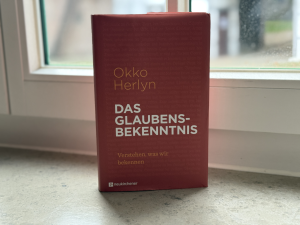 Okko
Herlyn
DAS
GLAUBENS-
BEKENNTNIS
Verstehen, was wir
bekennen